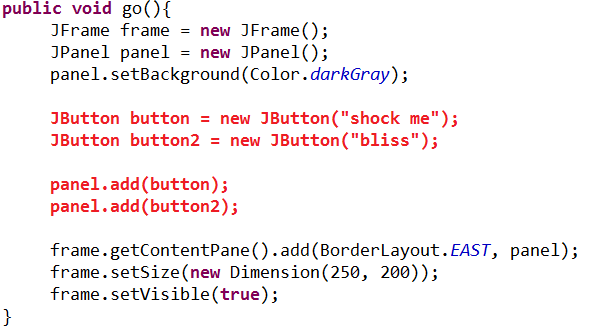 public void go(){
JFrame frame = new JFrame();
JPanel panel = new JPanel();
panel.setBackground(Color.darkGray);
JButton button = new JButton("shock me");
JButton button2 = new JButton("bliss");
panel.add(button);
panel.add(button2);
frame.getContentPane().add(BorderLayout.EAST, panel);
frame.setSize(new Dimension(250, 200));
frame.setVisible(true);
}